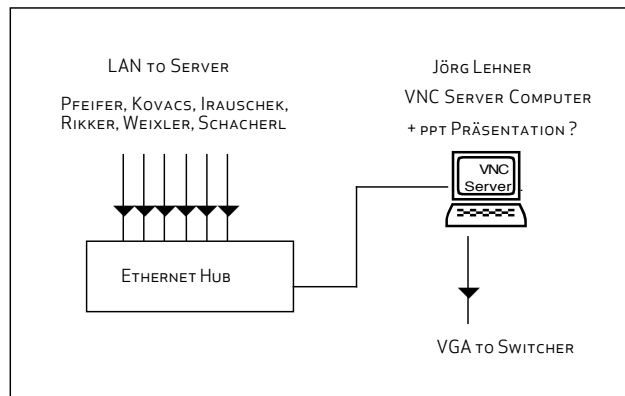 LAN to Server
Pfeifer, Kovacs, Irauschek,
Rikker, Weixler, Schacherl
Ethernet Hub
Jörg Lehner
VNC Server Computer
+ ppt Präsentation ?
VNC
Server
VGA to Switcher